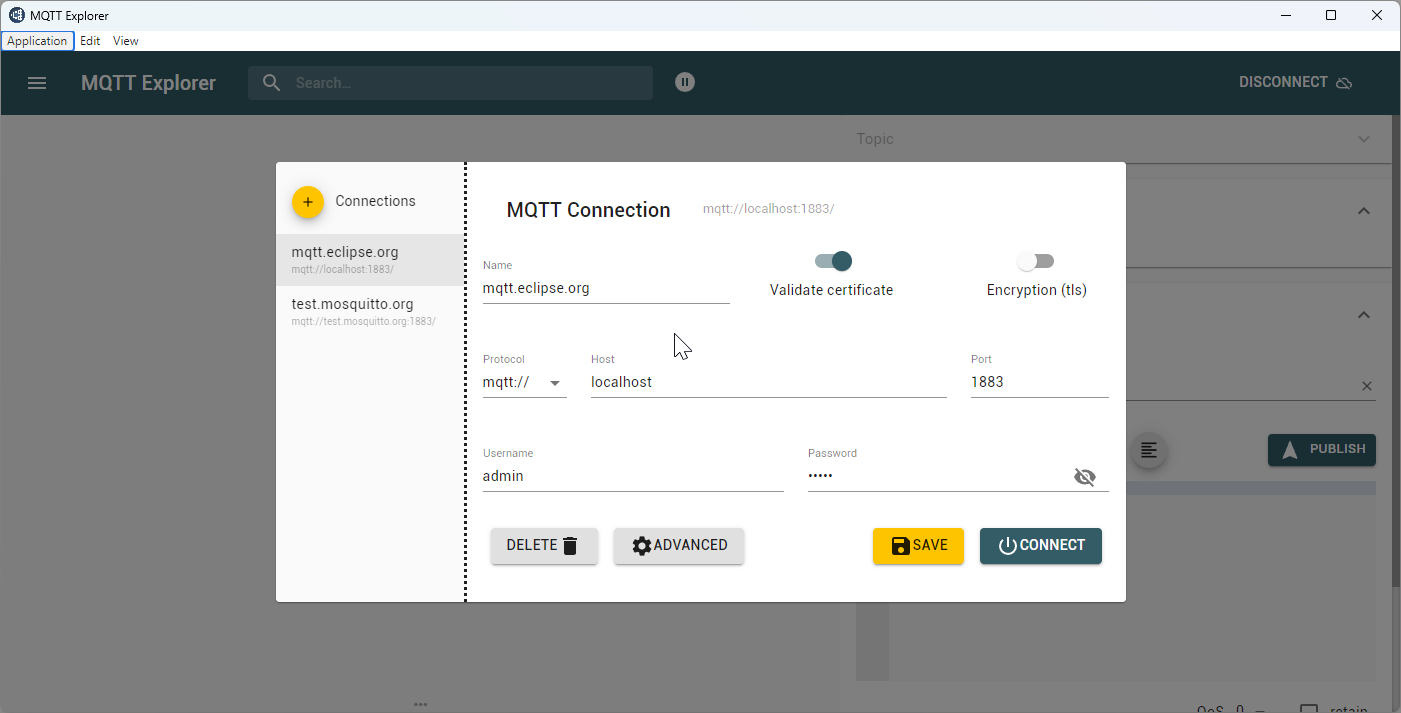 MQTT Explorer
Application Edit View
MQTT Explorer Search... DISCONNECT
Topic
+ Connections
mqtt.eclipse.org
mqtt://localhost:1883/
test.mosquitto.org
mqtt://test.mosquitto.org:1883/
MQTT Connection mqtt://localhost:1883/
Name
mqtt.eclipse.org
Validate certificate Encryption (tls)
Protocol Host Port
mqtt:// localhost 1883
Username Password
admin •••••
DELETE ADVANCED SAVE CONNECT
PUBLISH
QoS 0 retain